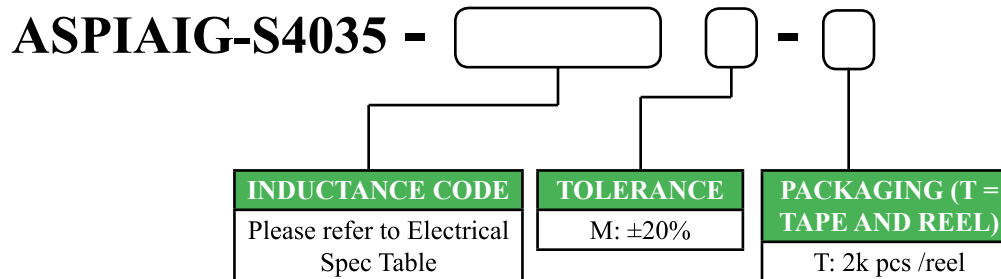 ASPIAIG-S4035 - -
INDUCTANCE CODE
Please refer to Electrical
Spec Table
TOLERANCE
M: ±20%
PACKAGING (T =
TAPE AND REEL)
T: 2k pcs /reel